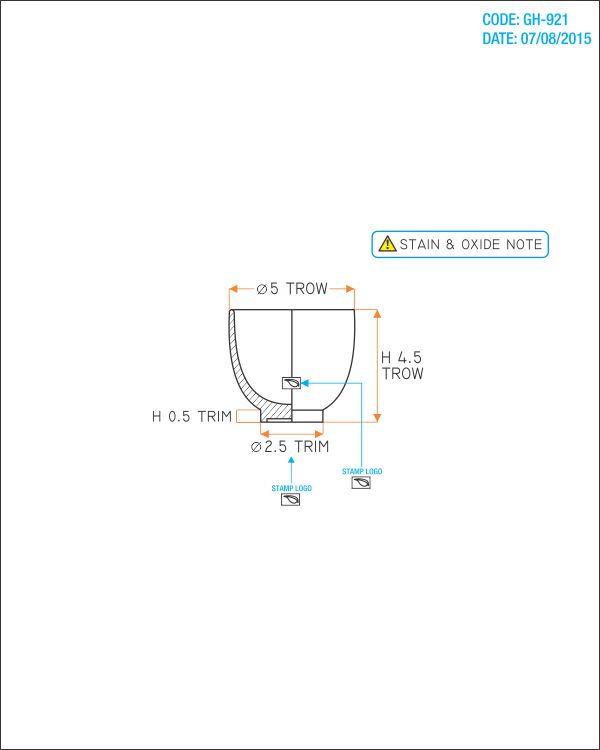 CODE: GH-921
DATE: 07/08/2015
STAIN & OXIDE NOTE
⌀5 TROW
H 4.5
TROW
H 0.5 TRIM
⌀2.5 TRIM
STAMP LOGO
STAMP LOGO